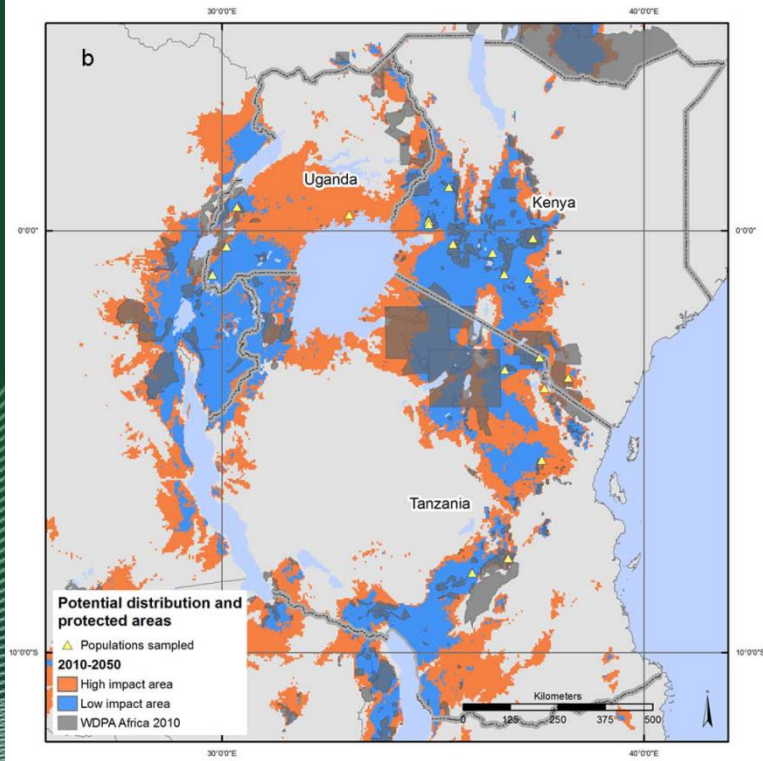 30°0'0"E
40°0'0"E
b
Uganda
Kenya
0°0'0"
0°0'0"
Tanzania
Potential distribution and
protected areas
Populations sampled
2010-2050
High impact area
Low impact area
WDPA Africa 2010
10°0'0"S
10°0'0"S
Kilometers
0 125 250 375 500
30°0'0"E
40°0'0"E